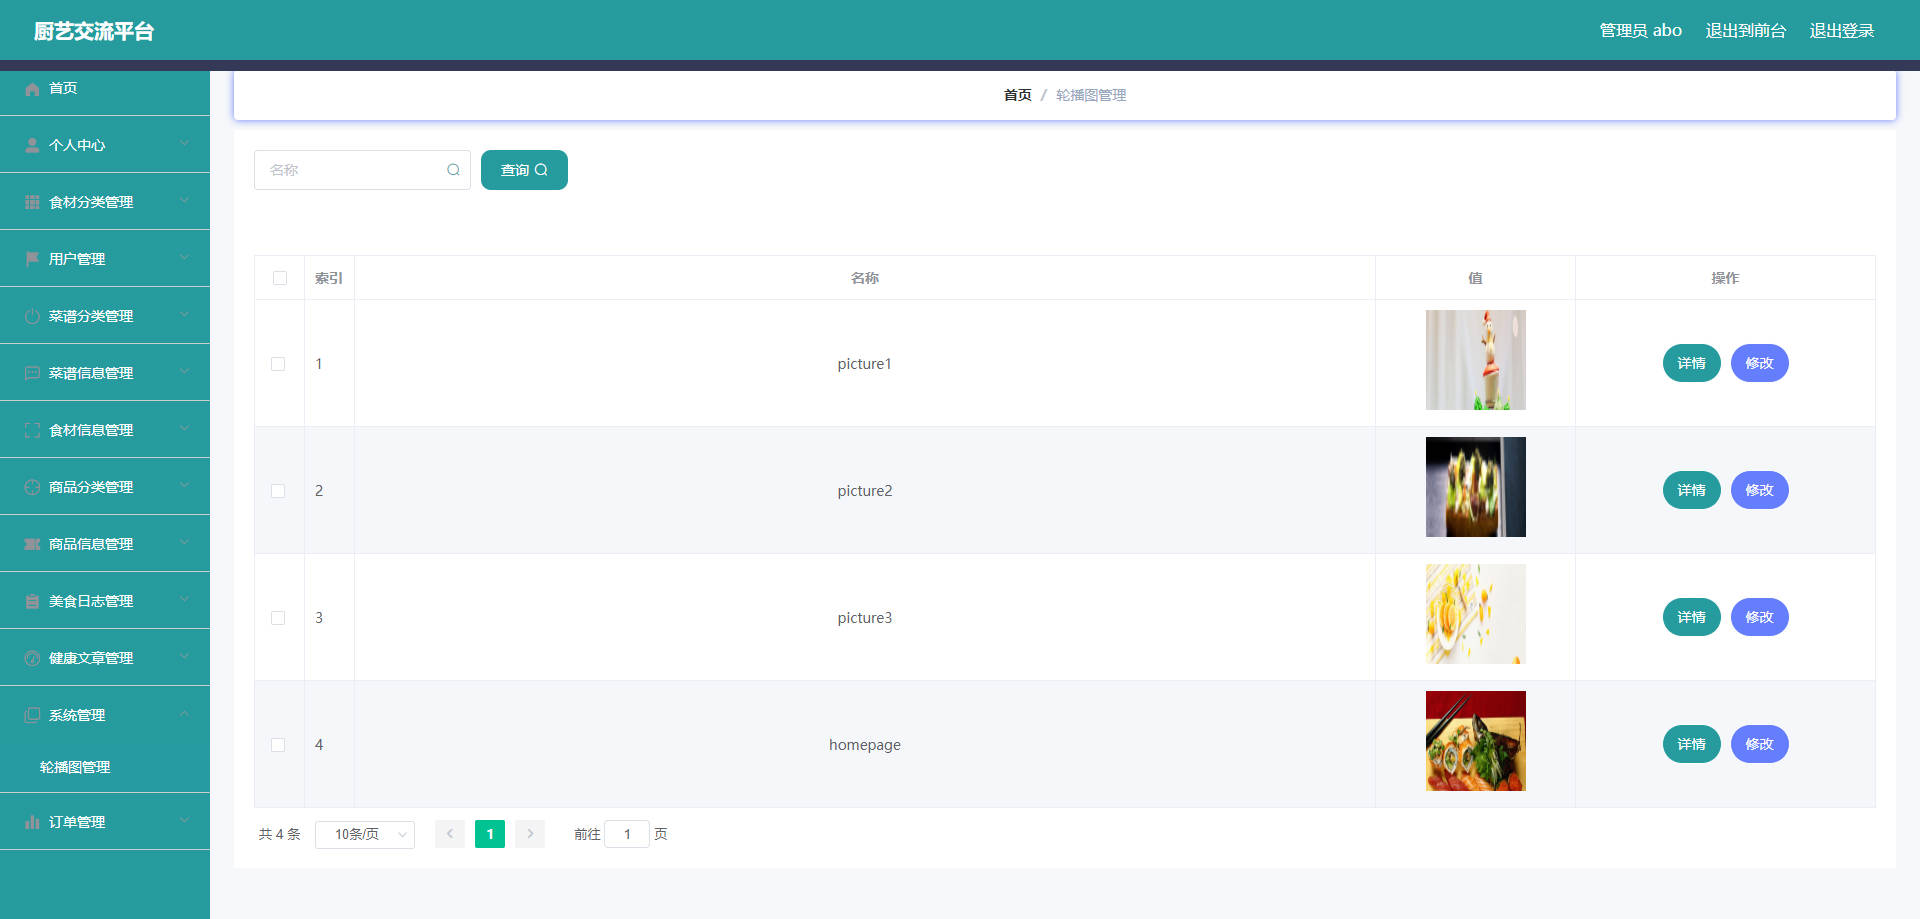 厨艺交流平台
管理员 abo 退出到前台 退出登录
首页
个人中心
食材分类管理
用户管理
菜谱分类管理
菜谱信息管理
食材信息管理
商品分类管理
商品信息管理
美食日志管理
健康文章管理
系统管理
轮播图管理
订单管理
首页 / 轮播图管理
名称 查询
索引 名称 值 操作
1 picture1 详情 修改
2 picture2 详情 修改
3 picture3 详情 修改
4 homepage 详情 修改
共 4 条 10条/页 1 前往 1 页